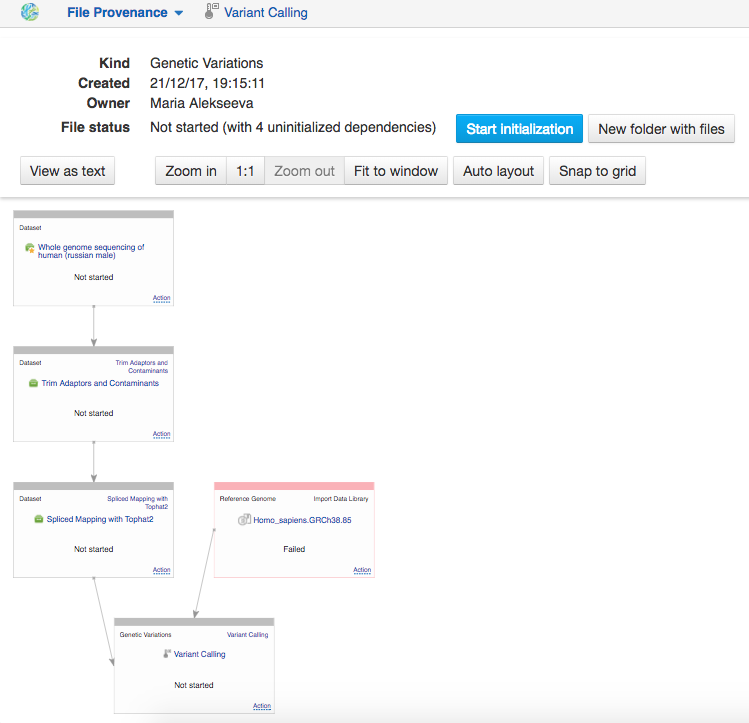 File Provenance Variant Calling
Kind Genetic Variations
Created 21/12/17, 19:15:11
Owner Maria Alekseeva
File status Not started (with 4 uninitialized dependencies) Start initialization New folder with files
View as text Zoom in 1:1 Zoom out Fit to window Auto layout Snap to grid
Dataset
Whole genome sequencing of
human (russian male)
Not started
Action
Dataset Trim Adaptors and
Contaminants
Trim Adaptors and Contaminants
Not started
Action
Dataset Spliced Mapping with
Tophat2
Spliced Mapping with Tophat2
Not started
Action
Reference Genome Import Data Library
Homo_sapiens.GRCh38.85
Failed
Action
Genetic Variations Variant Calling
Variant Calling
Not started
Action